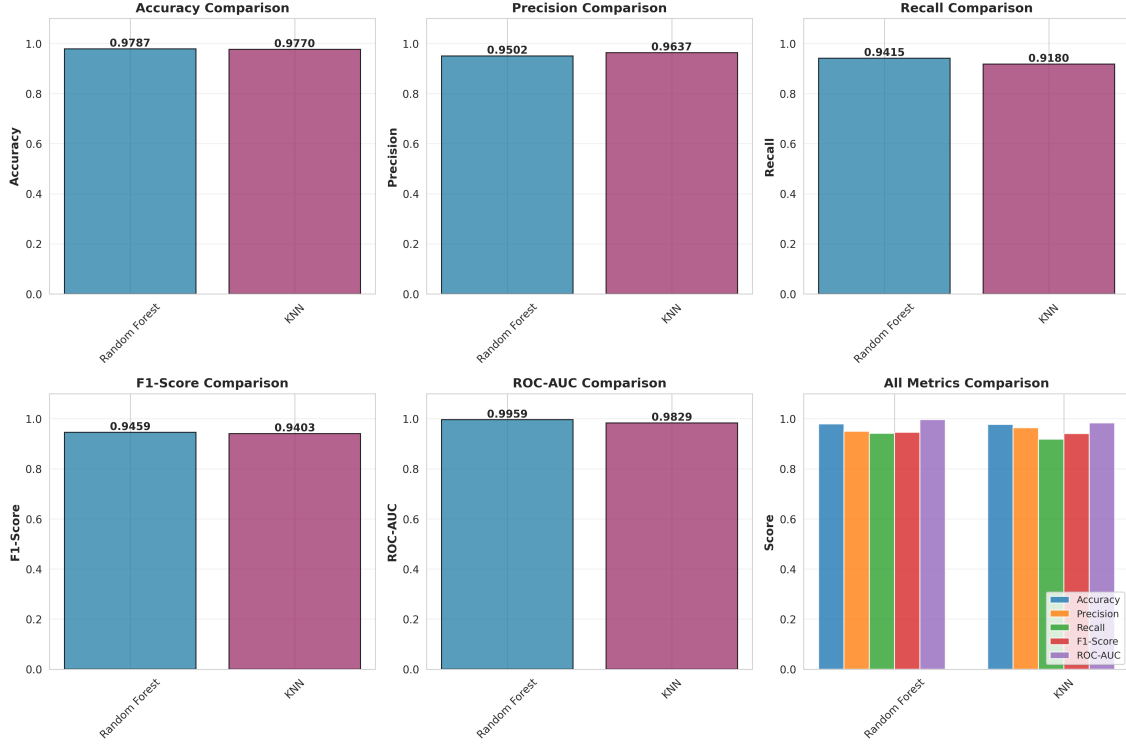 Accuracy Comparison
Accuracy
1.0
0.8
0.6
0.4
0.2
0.0
0.9787
0.9770
Random Forest
KNN
Precision Comparison
Precision
1.0
0.8
0.6
0.4
0.2
0.0
0.9502
0.9637
Random Forest
KNN
Recall Comparison
Recall
1.0
0.8
0.6
0.4
0.2
0.0
0.9415
0.9180
Random Forest
KNN
F1-Score Comparison
F1-Score
1.0
0.8
0.6
0.4
0.2
0.0
0.9459
0.9403
Random Forest
KNN
ROC-AUC Comparison
ROC-AUC
1.0
0.8
0.6
0.4
0.2
0.0
0.9959
0.9829
Random Forest
KNN
All Metrics Comparison
Score
1.0
0.8
0.6
0.4
0.2
0.0
Accuracy
Precision
Recall
F1-Score
ROC-AUC
Random Forest
KNN